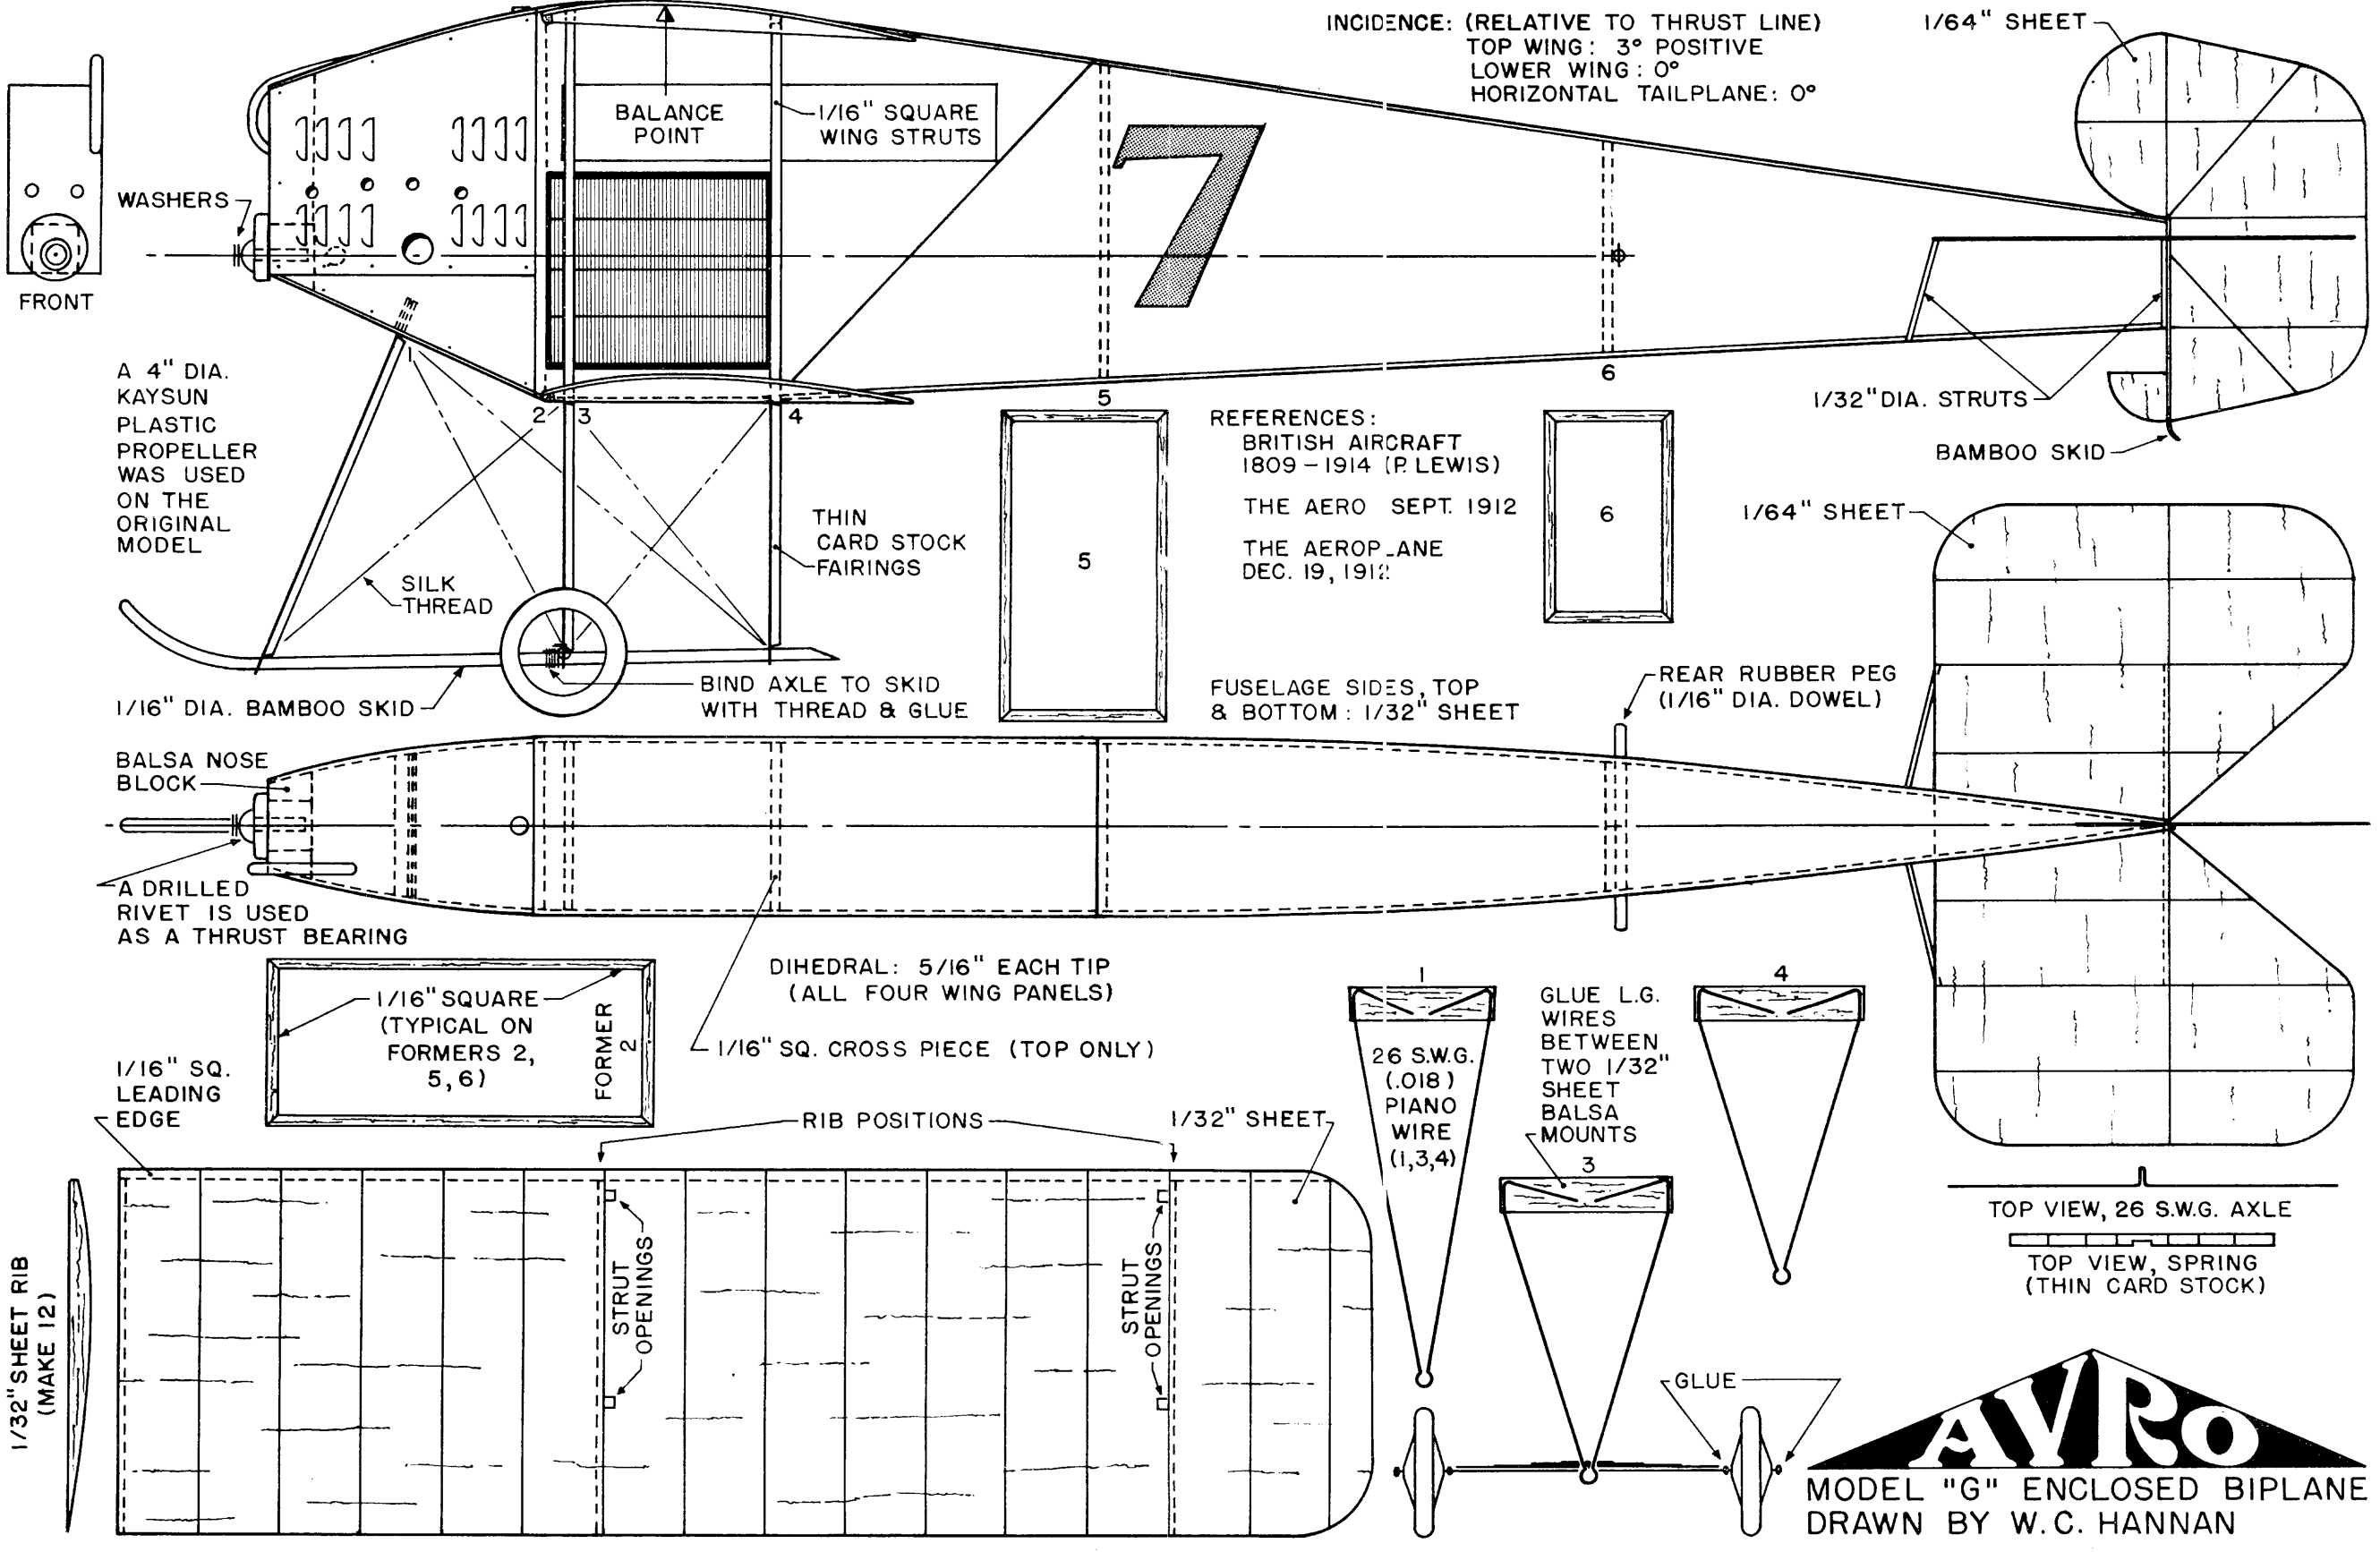 INCIDENCE: (RELATIVE TO THRUST LINE)
TOP WING: 3° POSITIVE
LOWER WING: 0°
HORIZONTAL TAILPLANE: 0°
1/64" SHEET
BALANCE
POINT
1/16" SQUARE
WING STRUTS
7
WASHERS
FRONT
A 4" DIA.
KAYSUN
PLASTIC
PROPELLER
WAS USED
ON THE
ORIGINAL
MODEL
1
2
3
4
5
6
1/32" DIA. STRUTS
BAMBOO SKID
REFERENCES:
BRITISH AIRCRAFT
1809-1914 (P. LEWIS)
THE AERO SEPT. 1912
THE AEROPLANE
DEC. 19, 1912
5
6
1/64" SHEET
THIN
CARD STOCK
FAIRINGS
SILK
THREAD
1/16" DIA. BAMBOO SKID
BIND AXLE TO SKID
WITH THREAD & GLUE
FUSELAGE SIDES, TOP
& BOTTOM: 1/32" SHEET
REAR RUBBER PEG
(1/16" DIA. DOWEL)
BALSA NOSE
BLOCK
A DRILLED
RIVET IS USED
AS A THRUST BEARING
DIHEDRAL: 5/16" EACH TIP
(ALL FOUR WING PANELS)
1/16" SQUARE
(TYPICAL ON
FORMERS 2,
5,6)
FORMER
2
1/16" SQ. CROSS PIECE (TOP ONLY)
1/16" SQ.
LEADING
EDGE
RIB POSITIONS
1/32" SHEET
1
26 S.W.G.
(.018)
PIANO
WIRE
(1,3,4)
GLUE L.G.
WIRES
BETWEEN
TWO 1/32"
SHEET
BALSA
MOUNTS
3
4
STRUT
OPENINGS
STRUT
OPENINGS
1/32" SHEET RIB
(MAKE 12)
TOP VIEW, 26 S.W.G. AXLE
TOP VIEW, SPRING
(THIN CARD STOCK)
GLUE
AVRO
MODEL "G" ENCLOSED BIPLANE
DRAWN BY W.C. HANNAN